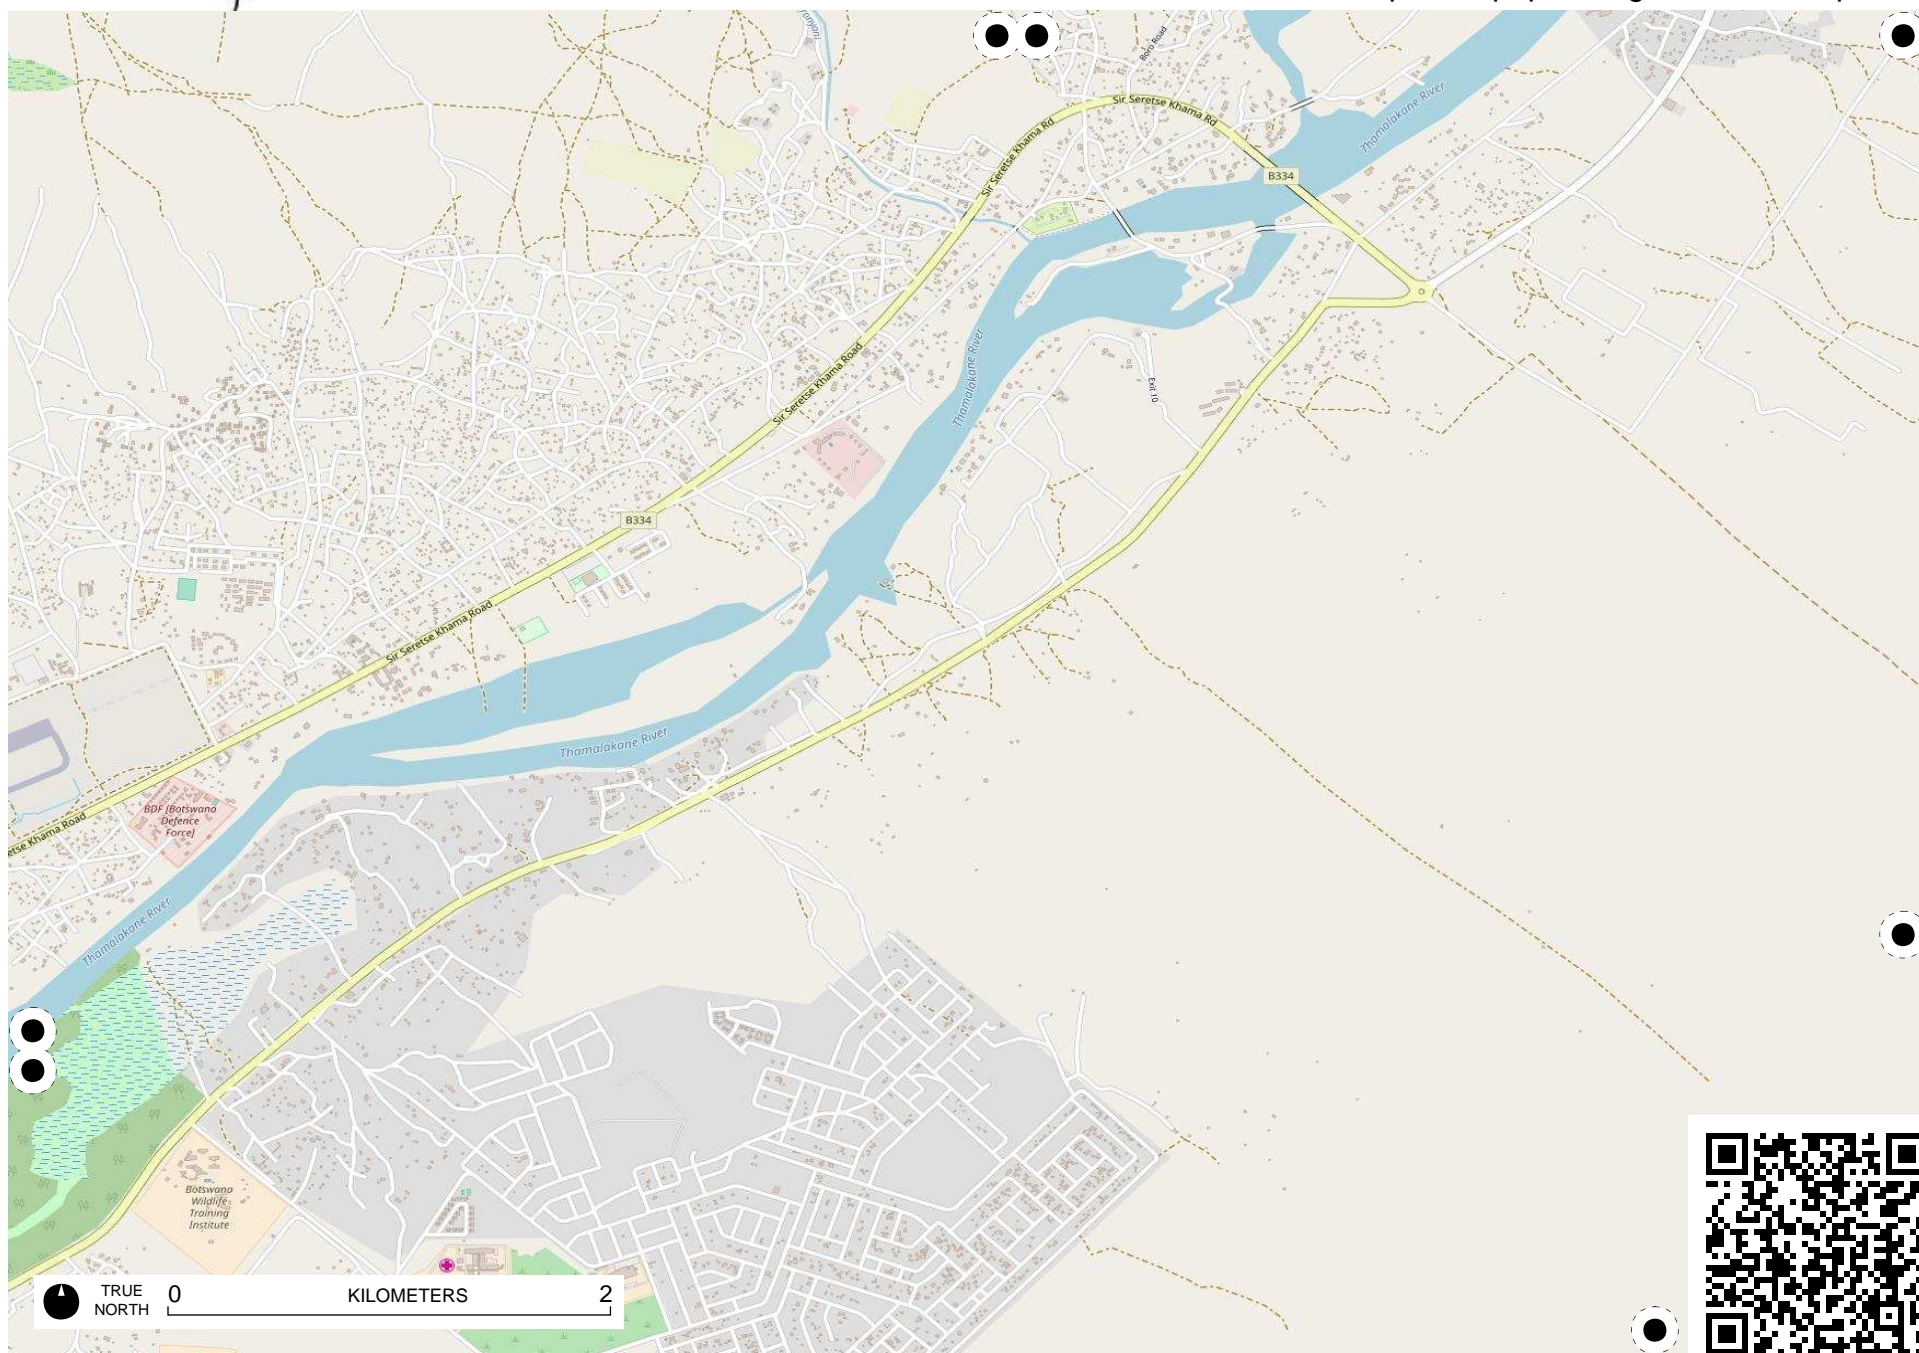 Boro Road
Sir Seretse Khama Rd
Thamalakane River
Sir Seretse Khama Rd
B334
Thamalakane River
Sir Seretse Khama Road
Exit 10
B334
Sir Seretse Khama Road
Thamalakane River
BDF [Botswana
Defence
Force]
etse Khama Road
Thamalakane River
Botswana
Wildlife
Training
Institute
TRUE
NORTH
0
KILOMETERS
2